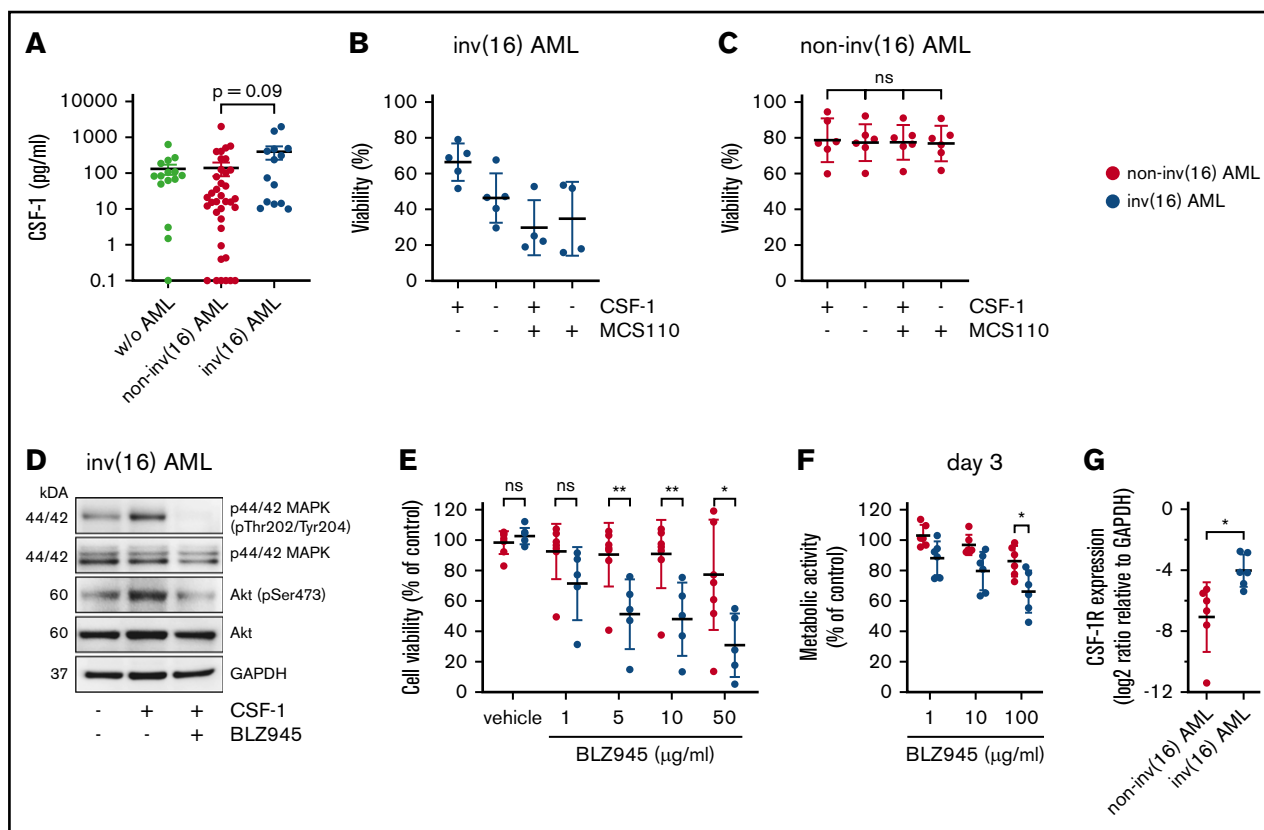 A
p = 0.09
10000
1000
100
10
1
0.1
CSF-1 (pg/ml)
w/o AML
non-inv(16) AML
inv(16) AML
B
inv(16) AML
100
80
60
40
20
0
Viability (%)
+ - + - CSF-1
- - + + MCS110
C
non-inv(16) AML
ns
100
80
60
40
20
0
Viability (%)
+ - + - CSF-1
- - + + MCS110
non-inv(16) AML
inv(16) AML
D
inv(16) AML
kDA
44/42
p44/42 MAPK
(pThr202/Tyr204)
44/42
p44/42 MAPK
60
Akt (pSer473)
60
Akt
37
GAPDH
- + + CSF-1
- - + BLZ945
E
ns ns ** ** *
120
100
80
60
40
20
0
Cell viability (% of control)
vehicle 1 5 10 50
BLZ945 (μg/ml)
F
day 3
*
120
100
80
60
40
20
0
Metabolic activity
(% of control)
1 10 100
BLZ945 (μg/ml)
G
*
0
-4
-8
-12
CSF-1R expression
(log2 ratio relative to GAPDH)
non-inv(16) AML
inv(16) AML